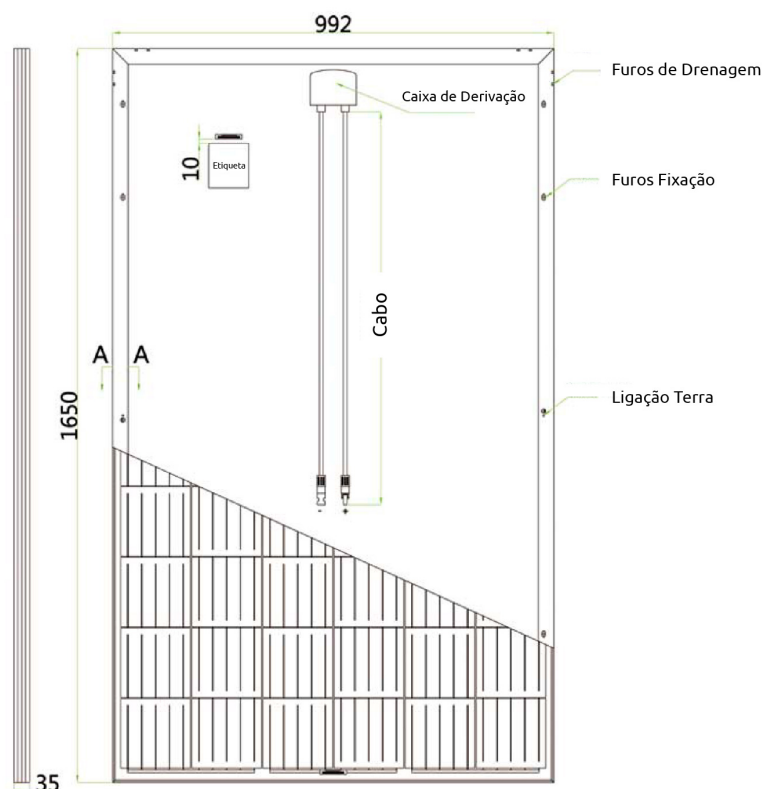 992
Furos de Drenagem
Caixa de Derivação
10
Etiqueta
Furos Fixação
Cabo
A A
1650
Ligação Terra
- +
35